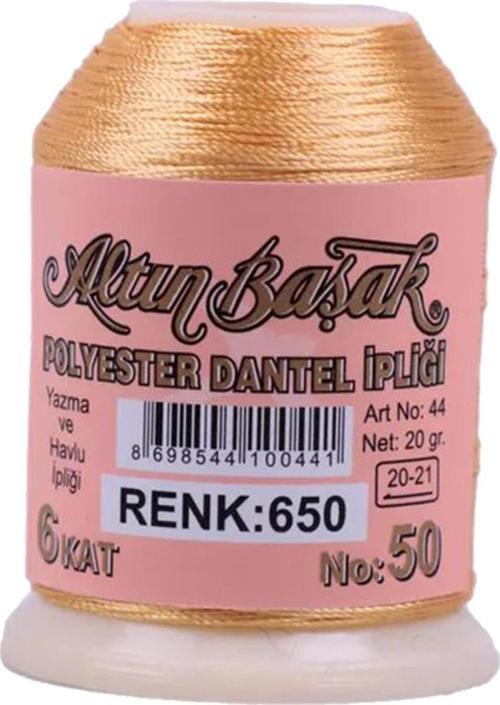 Altın Başak®
POLYESTER DANTEL İPLİĞİ
Yazma
ve
Havlu
İpliği
8 698544 100441
Art No: 44
Net: 20 gr.
20-21
RENK:650
6 KAT
No: 50